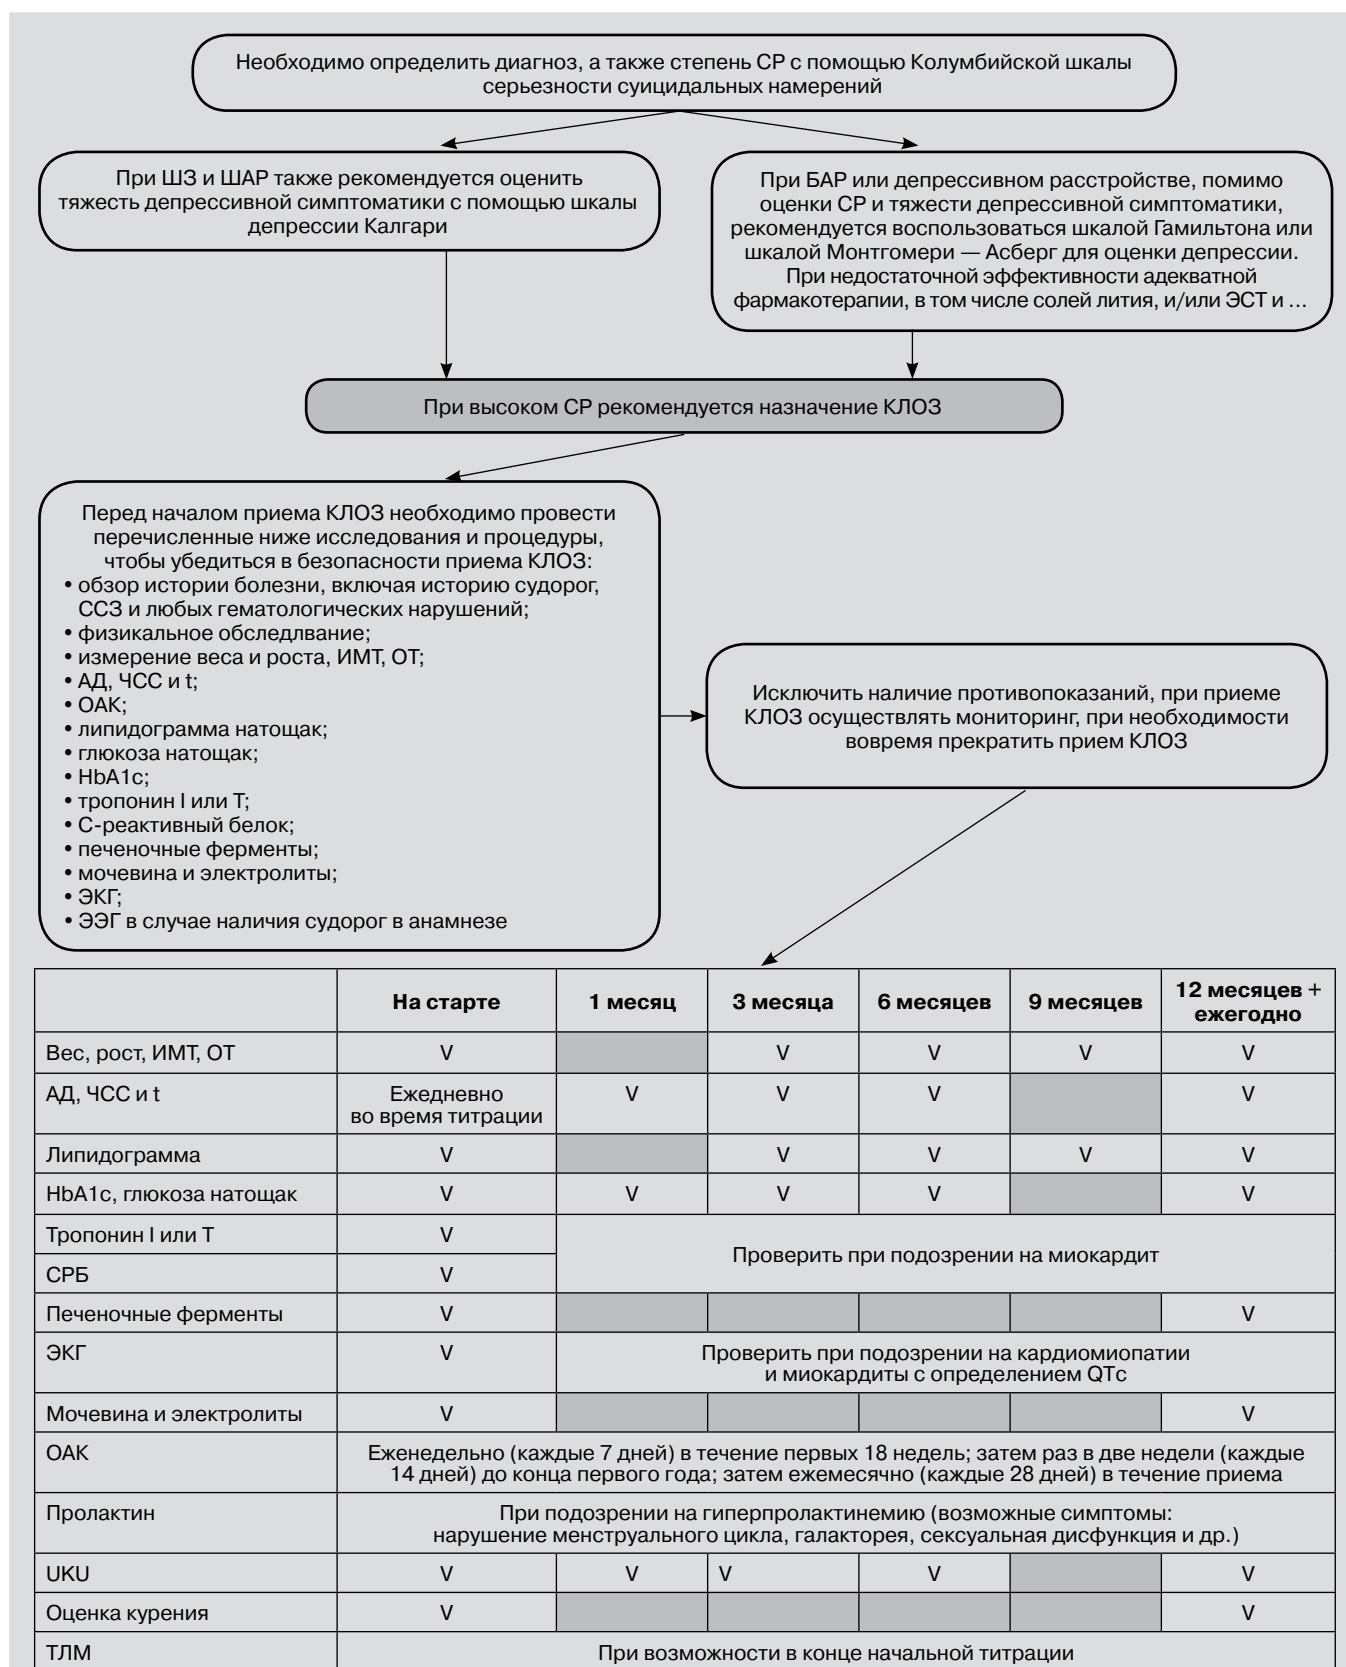 Необходимо определить диагноз, а также степень СР с помощью Колумбийской шкалы
серьезности суицидальных намерений
При ШЗ и ШАР также рекомендуется оценить
тяжесть депрессивной симптоматики с помощью шкалы
депрессии Калгари
При БАР или депрессивном расстройстве, помимо
оценки СР и тяжести депрессивной симптоматики,
рекомендуется воспользоваться шкалой Гамильтона или
шкалой Монтгомери — Асберг для оценки депрессии.
При недостаточной эффективности адекватной
фармакотерапии, в том числе солей лития, и/или ЭСТ и ...
При высоком СР рекомендуется назначение КЛОЗ
Перед началом приема КЛОЗ необходимо провести
перечисленные ниже исследования и процедуры,
чтобы убедиться в безопасности приема КЛОЗ:
• обзор истории болезни, включая историю судорог,
ССЗ и любых гематологических нарушений;
• физикальное обследлвание;
• измерение веса и роста, ИМТ, ОТ;
• АД, ЧСС и t;
• ОАК;
• липидограмма натощак;
• глюкоза натощак;
• HbA1c;
• тропонин I или Т;
• С-реактивный белок;
• печеночные ферменты;
• мочевина и электролиты;
• ЭКГ;
• ЭЭГ в случае наличия судорог в анамнезе
Исключить наличие противопоказаний, при приеме
КЛОЗ осуществлять мониторинг, при необходимости
вовремя прекратить прием КЛОЗ
На старте 1 месяц 3 месяца 6 месяцев 9 месяцев 12 месяцев +
ежегодно
Вес, рост, ИМТ, ОТ V V V V V
АД, ЧСС и t Ежедневно
во время титрации V V V V
Липидограмма V V V V V
HbA1c, глюкоза натощак V V V V V
Тропонин I или Т V
Проверить при подозрении на миокардит
СРБ V
Печеночные ферменты V V
ЭКГ V Проверить при подозрении на кардиомиопатии
и миокардиты с определением QTc
Мочевина и электролиты V V
ОАК Еженедельно (каждые 7 дней) в течение первых 18 недель; затем раз в две недели (каждые
14 дней) до конца первого года; затем ежемесячно (каждые 28 дней) в течение приема
Пролактин При подозрении на гиперпролактинемию (возможные симптомы:
нарушение менструального цикла, галакторея, сексуальная дисфункция и др.)
UKU V V V V V
Оценка курения V V
ТЛМ При возможности в конце начальной титрации